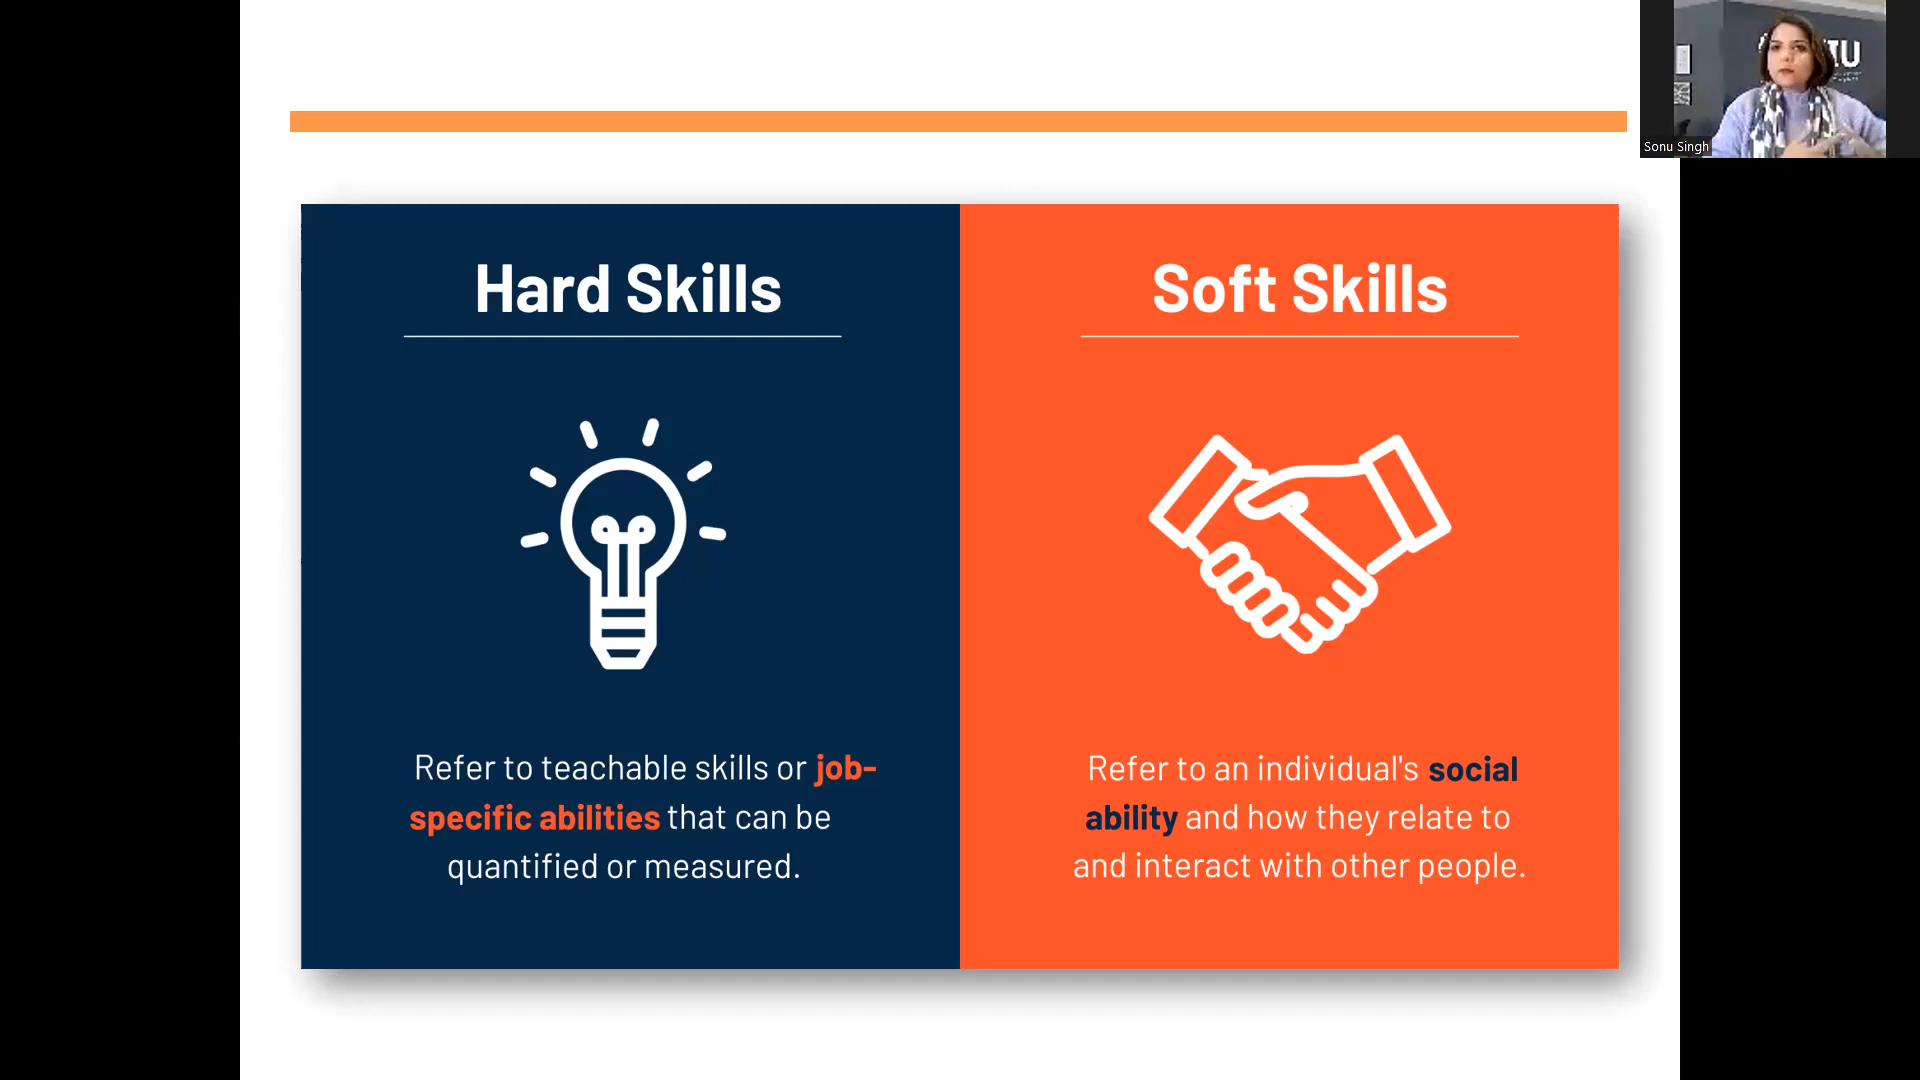 Hard Skills
Soft Skills
Refer to teachable skills or job-
specific abilities that can be
quantified or measured.
Refer to an individual's social
ability and how they relate to
and interact with other people.
Sonu Singh